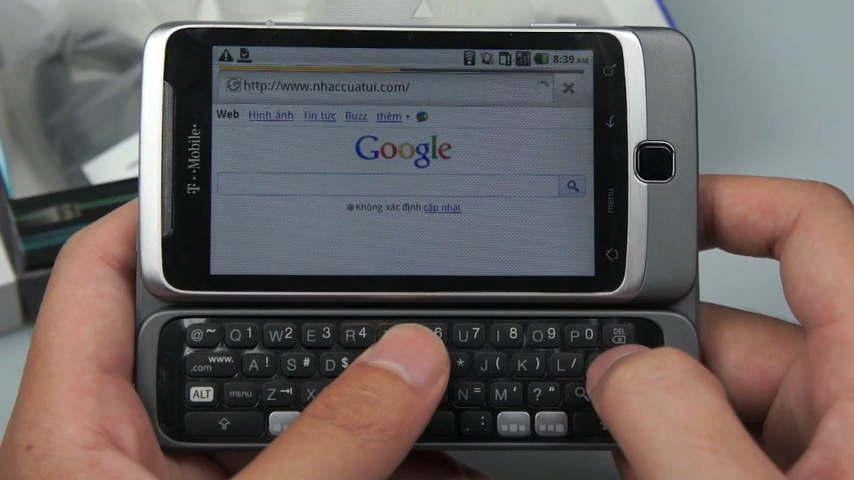 8:39 AM
http://www.nhaccuatui.com/
Web Hình ảnh Tin tức Buzz thêm
Google
Không xác định cập nhật
T··Mobile·
menu
@ ~ Q 1 W 2 E 3 R 4 6 U 7 I 8 O 9 P 0 DEL
www. .com A ! S # D $ * J ( K ) L /
ALT MENU Z X N = M ' ? "
. :